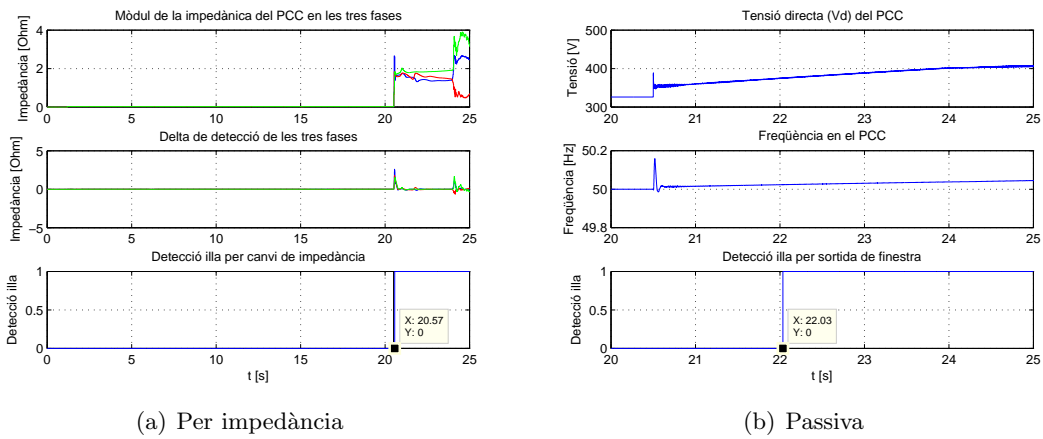 Mòdul de la impedànica del PCC en les tres fases
Impedància [Ohm]
4
2
0
0 5 10 15 20 25
Delta de detecció de les tres fases
Impedància [Ohm]
5
0
−5
0 5 10 15 20 25
Detecció illa per canvi de impedància
Detecció illa
1
0.5
0
X: 20.57
Y: 0
0 5 10 15 20 25
t [s]
(a) Per impedància
Tensió directa (Vd) del PCC
Tensió [V]
500
400
300
20 21 22 23 24 25
Freqüència en el PCC
Freqüència [Hz]
50.2
50
49.8
20 21 22 23 24 25
Detecció illa per sortida de finestra
Detecció illa
1
0.5
0
X: 22.03
Y: 0
20 21 22 23 24 25
t [s]
(b) Passiva